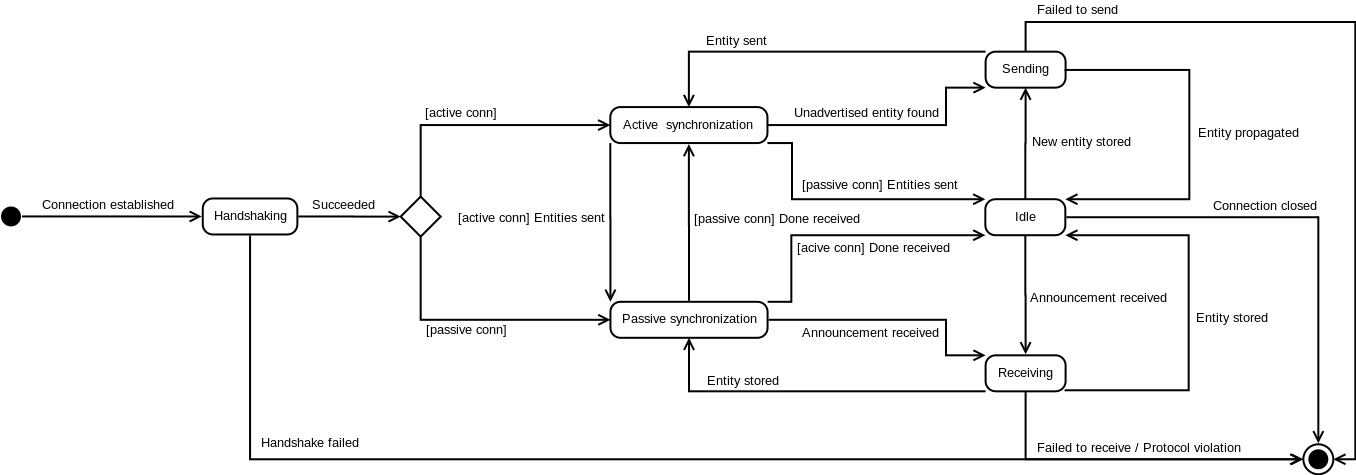 Failed to send
Entity sent
Sending
[active conn]
Unadvertised entity found
Active  synchronization
Entity propagated
New entity stored
[passive conn] Entities sent
Connection established
Succeeded
Connection closed
Handshaking
[active conn] Entities sent
[passive conn] Done received
Idle
[acive conn] Done received
Announcement received
Passive synchronization
Entity stored
[passive conn]
Announcement received
Receiving
Entity stored
Handshake failed
Failed to receive / Protocol violation